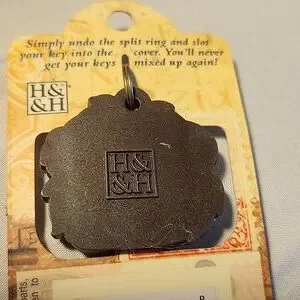 Simply undo the split ring and slot
your key into the cover. You'll never
get your keys mixed up again!
H&
&H
H&
&H